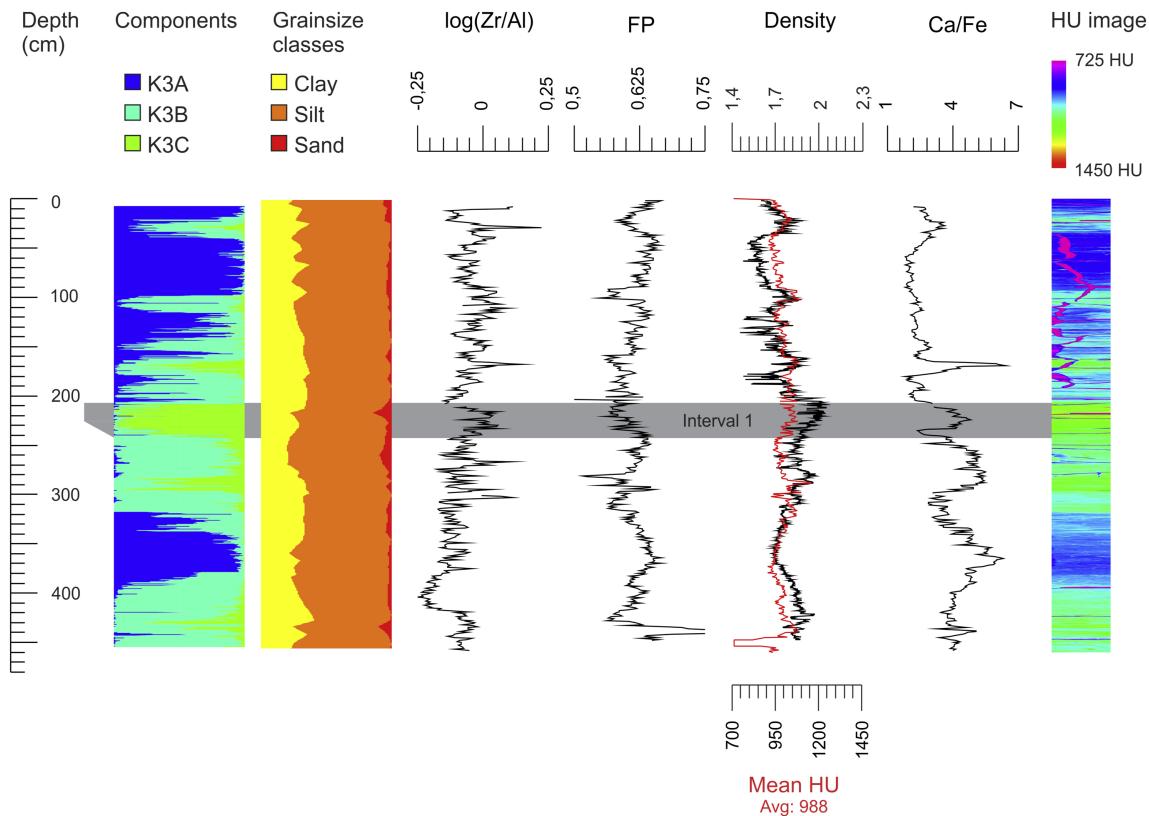 Depth
(cm)
Components
K3A
K3B
K3C
Grainsize
classes
Clay
Silt
Sand
log(Zr/Al)
-0,25
0
0,25
FP
0,5
0,625
0,75
Density
1,4
1,7
2
2,3
Ca/Fe
1
4
7
HU image
725 HU
1450 HU
0
100
200
300
400
Interval 1
700
950
1200
1450
Mean HU
Avg: 988